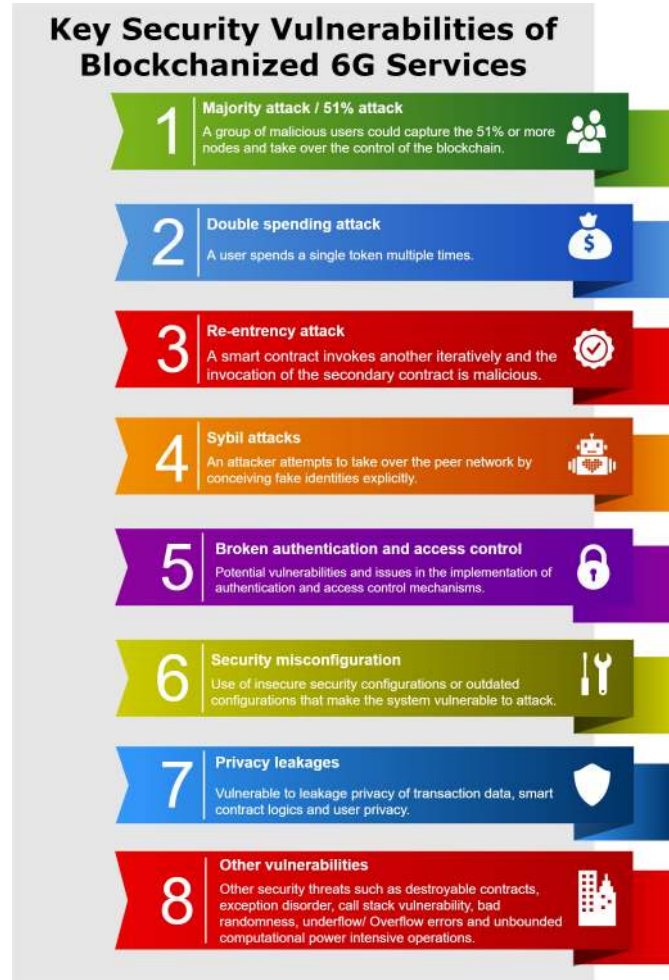 Key Security Vulnerabilities of
Blockchanized 6G Services
1
Majority attack / 51% attack
A group of malicious users could capture the 51% or more
nodes and take over the control of the blockchain.
2
Double spending attack
A user spends a single token multiple times.
$
3
Re-entrency attack
A smart contract invokes another iteratively and the
invocation of the secondary contract is malicious.
4
Sybil attacks
An attacker attempts to take over the peer network by
conceiving fake identities explicitly.
5
Broken authentication and access control
Potential vulnerabilities and issues in the implementation of
authentication and access control mechanisms.
6
Security misconfiguration
Use of insecure security configurations or outdated
configurations that make the system vulnerable to attack.
7
Privacy leakages
Vulnerable to leakage privacy of transaction data, smart
contract logics and user privacy.
8
Other vulnerabilities
Other security threats such as destroyable contracts,
exception disorder, call stack vulnerability, bad
randomness, underflow/ Overflow errors and unbounded
computational power intensive operations.